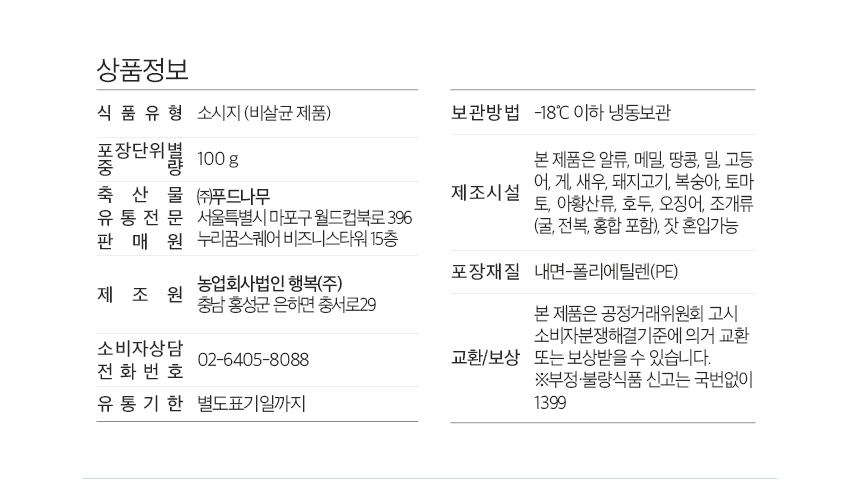 상품정보
식 품 유 형 소시지 (비살균 제품)
포장단위별
중 량 100 g
축 산 물 ㈜푸드나무
유 통 전 문 서울특별시 마포구 월드컵북로 396
판 매 원 누리꿈스퀘어 비즈니스타워 15층
제 조 원 농업회사법인 행복(주)
충남 홍성군 은하면 충서로29
소비자상담
전 화 번 호 02-6405-8088
유 통 기 한 별도표기일까지
보관방법 -18℃ 이하 냉동보관
제조시설 본 제품은 알류, 메밀, 땅콩, 밀, 고등
어, 게, 새우, 돼지고기, 복숭아, 토마
토, 아황산류, 호두, 오징어, 조개류
(굴, 전복, 홍합 포함), 잣 혼입가능
포장재질 내면-폴리에틸렌(PE)
교환/보상 본 제품은 공정거래위원회 고시
소비자분쟁해결기준에 의거 교환
또는 보상받을 수 있습니다.
※부정·불량식품 신고는 국번없이
1399